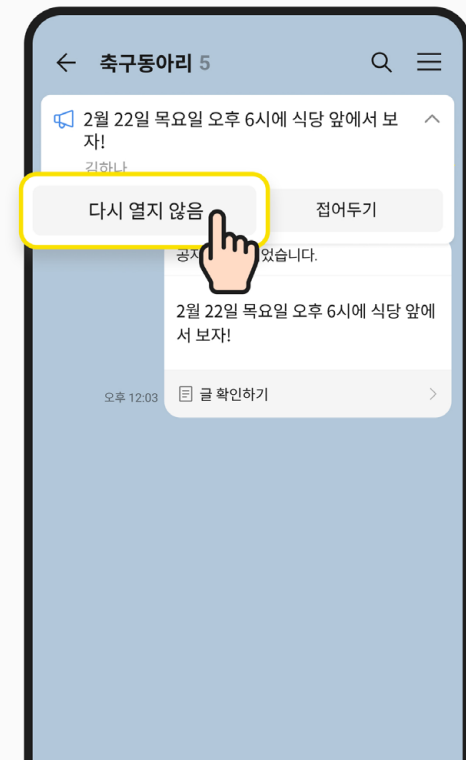 축구동아리 5
2월 22일 목요일 오후 6시에 식당 앞에서 보
자!
김하나
다시 열지 않음
접어두기
공지 었습니다.
2월 22일 목요일 오후 6시에 식당 앞에
서 보자!
오후 12:03
글 확인하기